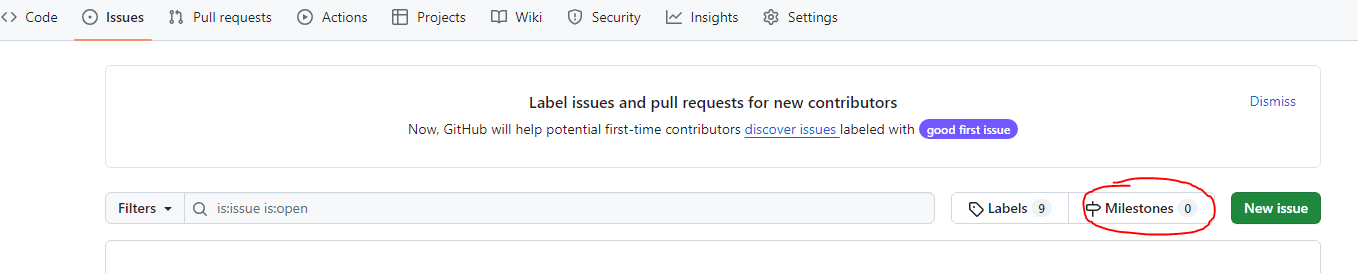 Code Issues Pull requests Actions Projects Wiki Security Insights Settings
Label issues and pull requests for new contributors
Dismiss
Now, GitHub will help potential first-time contributors discover issues labeled with good first issue
Filters is:issue is:open Labels 9 Milestones 0 New issue